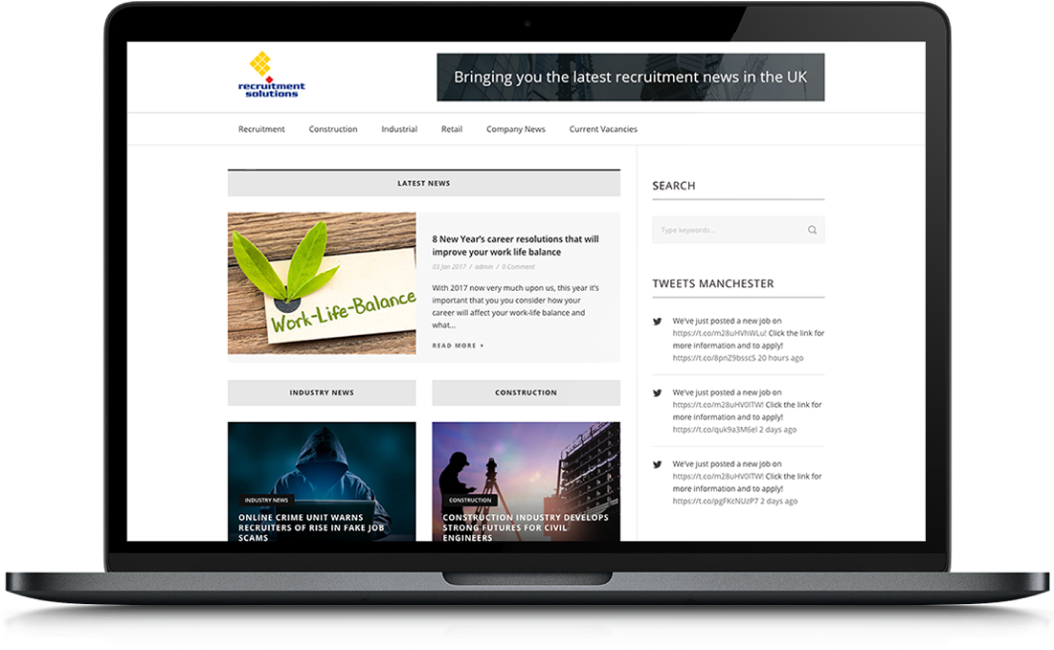 recruitment
solutions
Bringing you the latest recruitment news in the UK
Recruitment Construction Industrial Retail Company News Current Vacancies
LATEST NEWS
Work-Life-Balance
8 New Year's career resolutions that will
improve your work life balance
03 Jan 2017 / admin / 0 Comment
With 2017 now very much upon us, this year it's
important that you you consider how your
career will affect your work-life balance and
what...
READ MORE
INDUSTRY NEWS
INDUSTRY NEWS
ONLINE CRIME UNIT WARNS
RECRUITERS OF RISE IN FAKE JOB
SCAMS
CONSTRUCTION
CONSTRUCTION
CONSTRUCTION INDUSTRY DEVELOPS
STRONG FUTURES FOR CIVIL
ENGINEERS
SEARCH
Type keywords...
TWEETS MANCHESTER
We've just posted a new job on
https://t.co/m28uHVhWLu! Click the link for
more information and to apply!
https://t.co/8pnZ9bssc5 20 hours ago
We've just posted a new job on
https://t.co/m28uHV0lTW! Click the link for
more information and to apply!
https://t.co/quk9a3M6el 2 days ago
We've just posted a new job on
https://t.co/m28uHV0lTW! Click the link for
more information and to apply!
https://t.co/pgFKcNUzP7 2 days ago